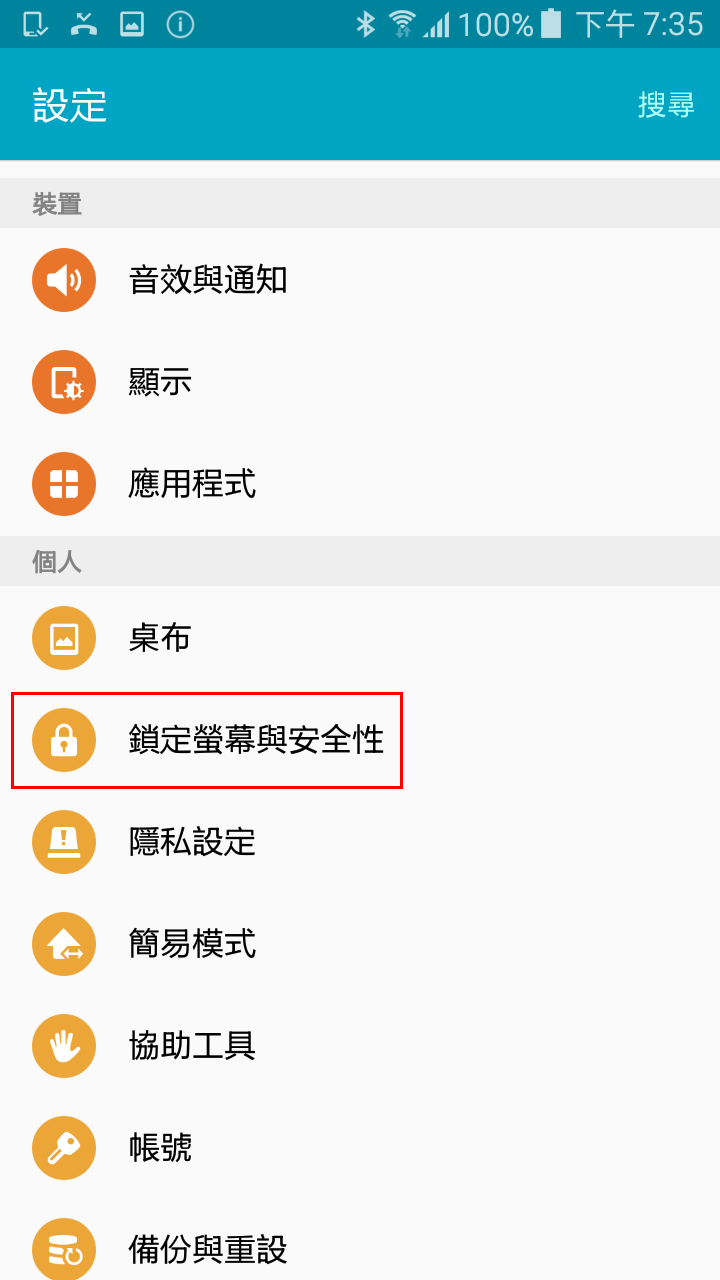 100% 下午 7:35
設定
搜尋
裝置
音效與通知
顯示
應用程式
個人
桌布
鎖定螢幕與安全性
隱私設定
簡易模式
協助工具
帳號
備份與重設